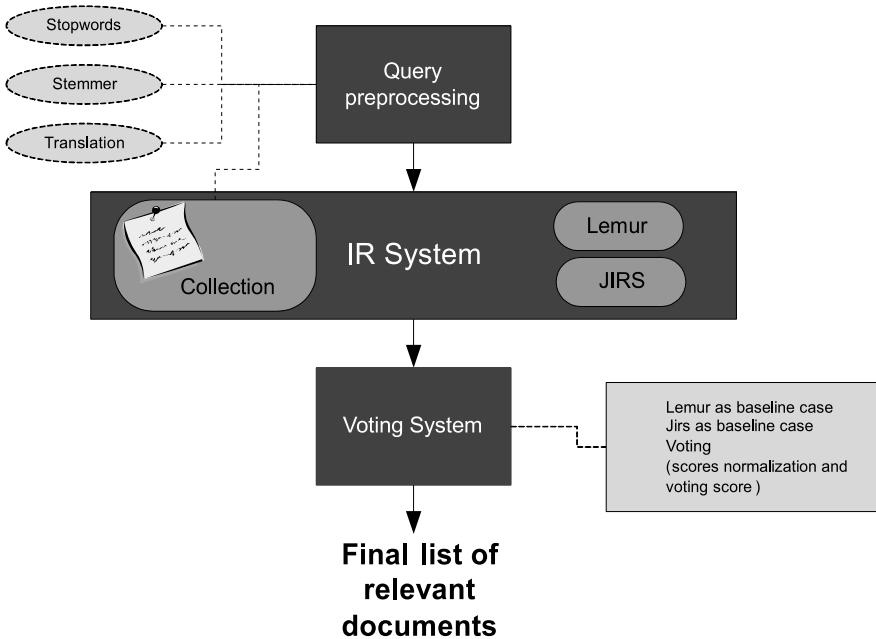 Stopwords
Stemmer
Translation
Query
preprocessing
IR System
Collection
Lemur
JIRS
Voting System
Lemur as baseline case
Jirs as baseline case
Voting
(scores normalization and
voting score )
Final list of
relevant
documents